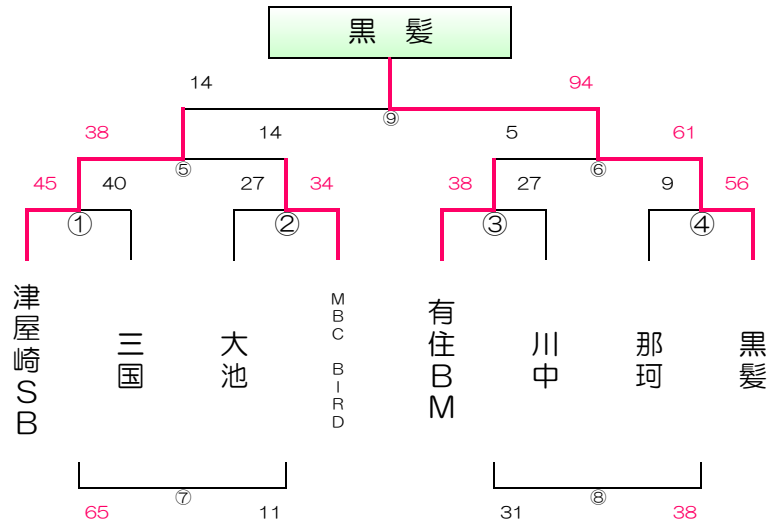 黒 髪
14 94
⑨
38 14 5 61
⑤ ⑥
45 40 27 34 38 27 9 56
① ② ③ ④
津屋崎SB
三国
大池
MBC BIRD
有住BM
川中
那珂
黒髪
⑦ ⑧
65 11 31 38